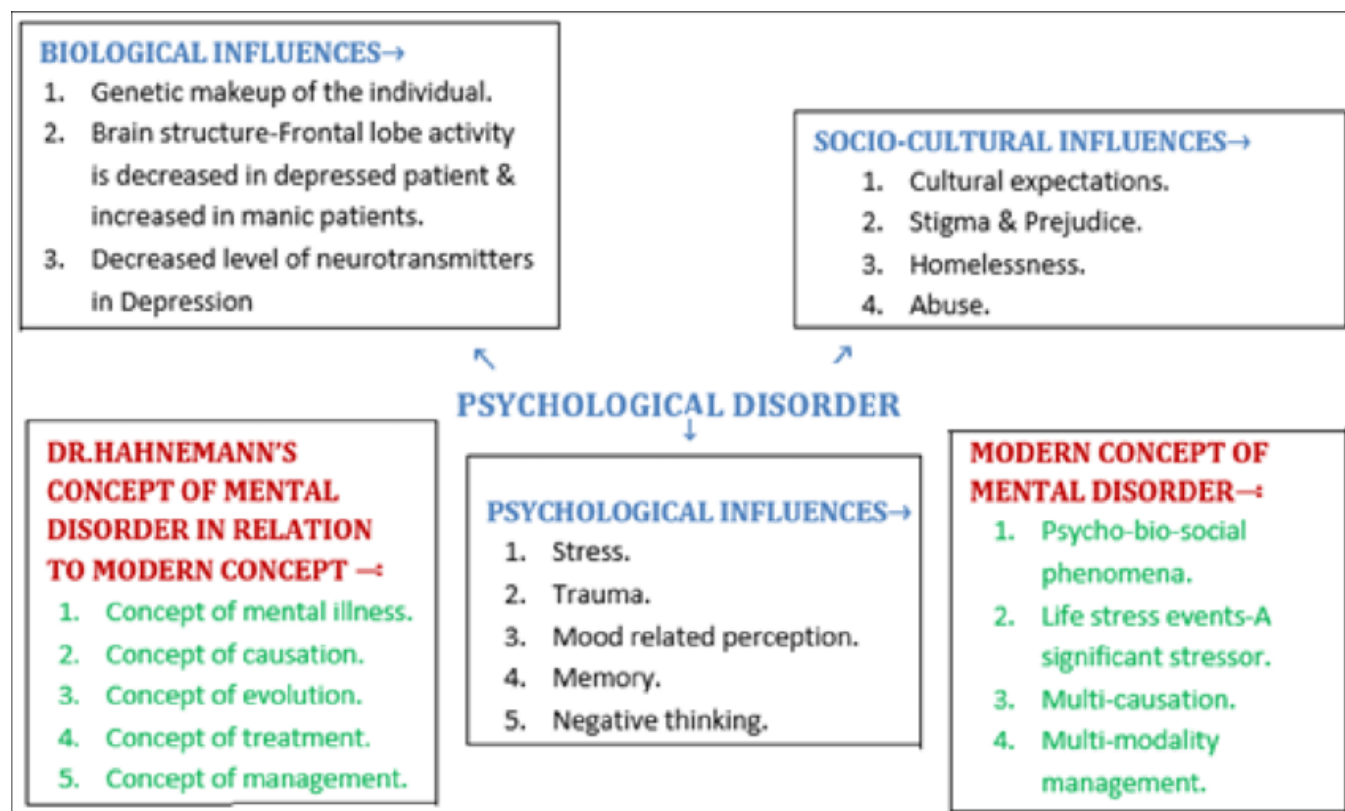 BIOLOGICAL INFLUENCES→
1. Genetic makeup of the individual.
2. Brain structure-Frontal lobe activity
is decreased in depressed patient &
increased in manic patients.
3. Decreased level of neurotransmitters
in Depression
SOCIO-CULTURAL INFLUENCES→
1. Cultural expectations.
2. Stigma & Prejudice.
3. Homelessness.
4. Abuse.
PSYCHOLOGICAL DISORDER
DR.HAHNEMANN'S
CONCEPT OF MENTAL
DISORDER IN RELATION
TO MODERN CONCEPT –:
1. Concept of mental illness.
2. Concept of causation.
3. Concept of evolution.
4. Concept of treatment.
5. Concept of management.
PSYCHOLOGICAL INFLUENCES→
1. Stress.
2. Trauma.
3. Mood related perception.
4. Memory.
5. Negative thinking.
MODERN CONCEPT OF
MENTAL DISORDER–:
1. Psycho-bio-social
phenomena.
2. Life stress events-A
significant stressor.
3. Multi-causation.
4. Multi-modality
management.